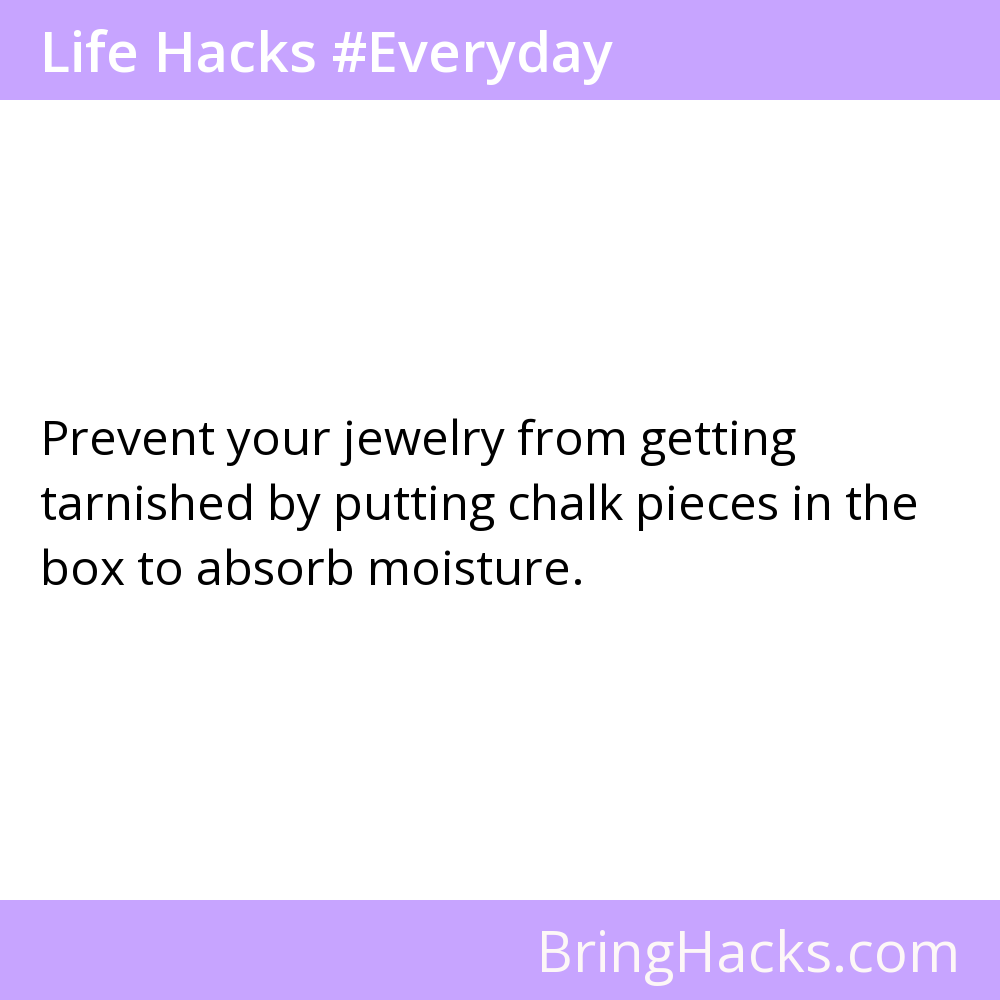 Life Hacks #Everyday
Prevent your jewelry from getting
tarnished by putting chalk pieces in the
box to absorb moisture.
BringHacks.com